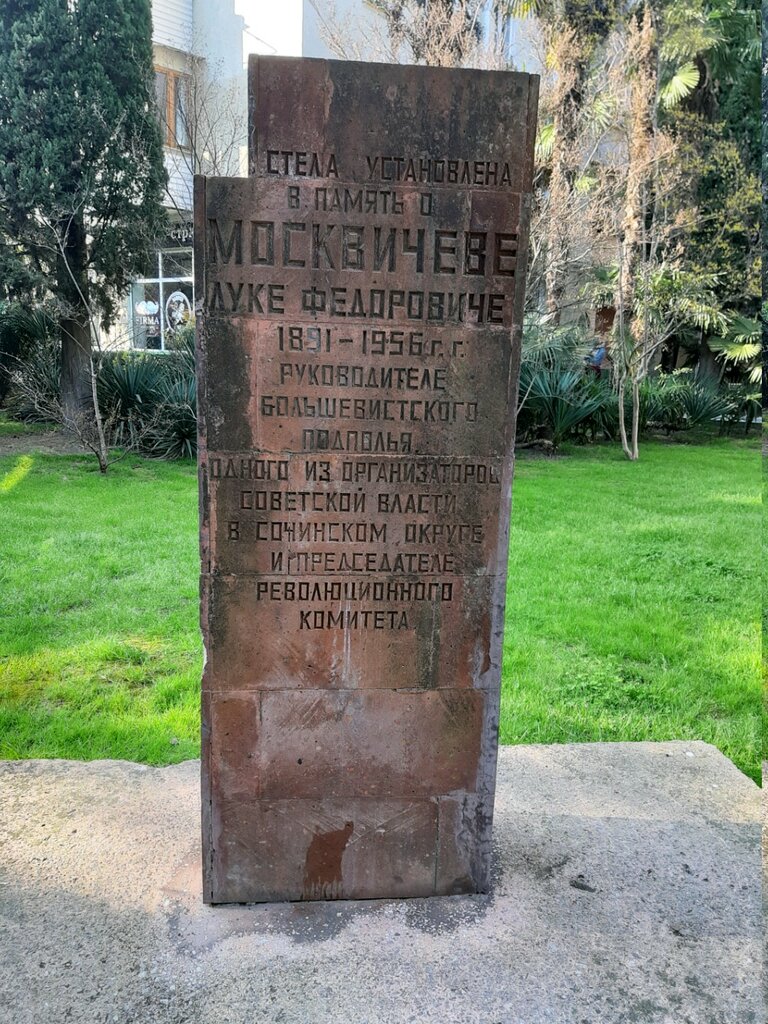 СТЕЛА УСТАНОВЛЕНА
В ПАМЯТЬ О
МОСКВИЧЕВЕ
ЛУКЕ ФЕДОРОВИЧЕ
1891-1956 г.г.
РУКОВОДИТЕЛЕ
БОЛЬШЕВИСТСКОГО
ПОДПОЛЬЯ
ОДНОГО ИЗ ОРГАНИЗАТОРОВ
СОВЕТСКОЙ ВЛАСТИ
В СОЧИНСКОМ ОКРУГЕ
И ПРЕДСЕДАТЕЛЕ
РЕВОЛЮЦИОННОГО
КОМИТЕТА